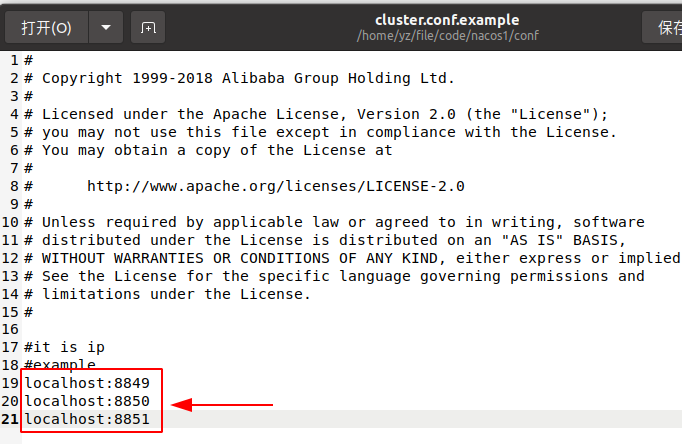 打开(O)
cluster.conf.example
/home/yz/file/code/nacos1/conf
保存
1 #
2 # Copyright 1999-2018 Alibaba Group Holding Ltd.
3 #
4 # Licensed under the Apache License, Version 2.0 (the "License");
5 # you may not use this file except in compliance with the License.
6 # You may obtain a copy of the License at
7 #
8 #      http://www.apache.org/licenses/LICENSE-2.0
9 #
10 # Unless required by applicable law or agreed to in writing, software
11 # distributed under the License is distributed on an "AS IS" BASIS,
12 # WITHOUT WARRANTIES OR CONDITIONS OF ANY KIND, either express or implied
13 # See the License for the specific language governing permissions and
14 # limitations under the License.
15 #
16
17 #it is ip
18 #example
19 localhost:8849
20 localhost:8850
21 localhost:8851